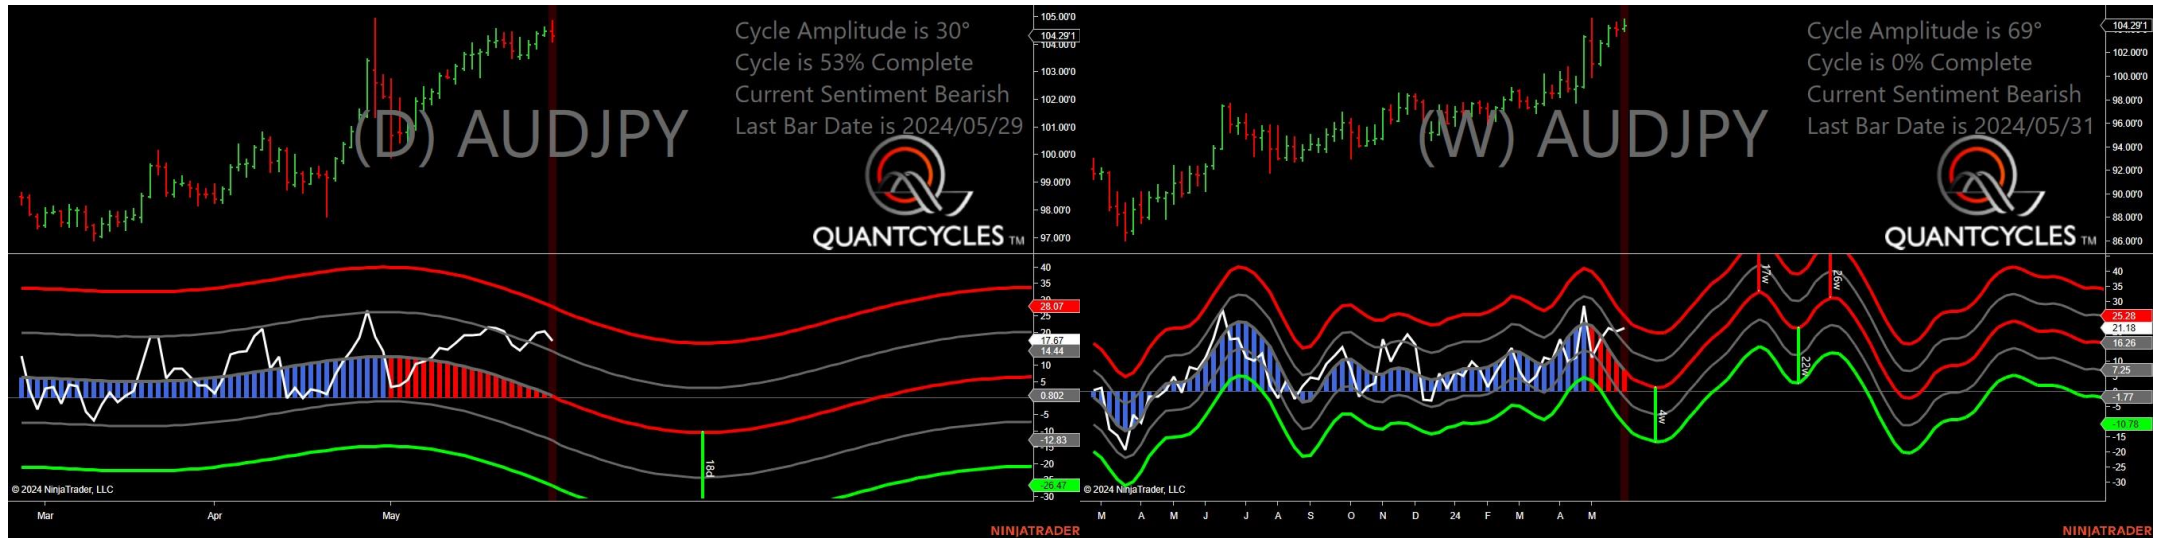 Cycle Amplitude is 30°
Cycle is 53% Complete
Current Sentiment Bearish
Last Bar Date is 2024/05/29
(D) AUDJPY
QUANTCYCLES TM
105.00'0
104.29'1
104.00'0
103.00'0
102.00'0
101.00'0
100.00'0
99.00'0
98.00'0
97.00'0
40
35
28.07
25
20
17.67
14.44
10
5
0.802
-5
-10
-12.83
-20
-26.47
-30
18d
© 2024 NinjaTrader, LLC
Mar Apr May
NINJATRADER
Cycle Amplitude is 69°
Cycle is 0% Complete
Current Sentiment Bearish
Last Bar Date is 2024/05/31
(W) AUDJPY
QUANTCYCLES TM
104.29'1
102.00'0
100.00'0
98.00'0
96.00'0
94.00'0
92.00'0
90.00'0
88.00'0
86.00'0
40
35
30
25.28
21.18
16.26
10
7.25
-1.77
-5
-10.78
-15
-20
-25
-30
17w
26w
22w
4w
© 2024 NinjaTrader, LLC
M A M J J A S O N D 24 F M A M
NINJATRADER